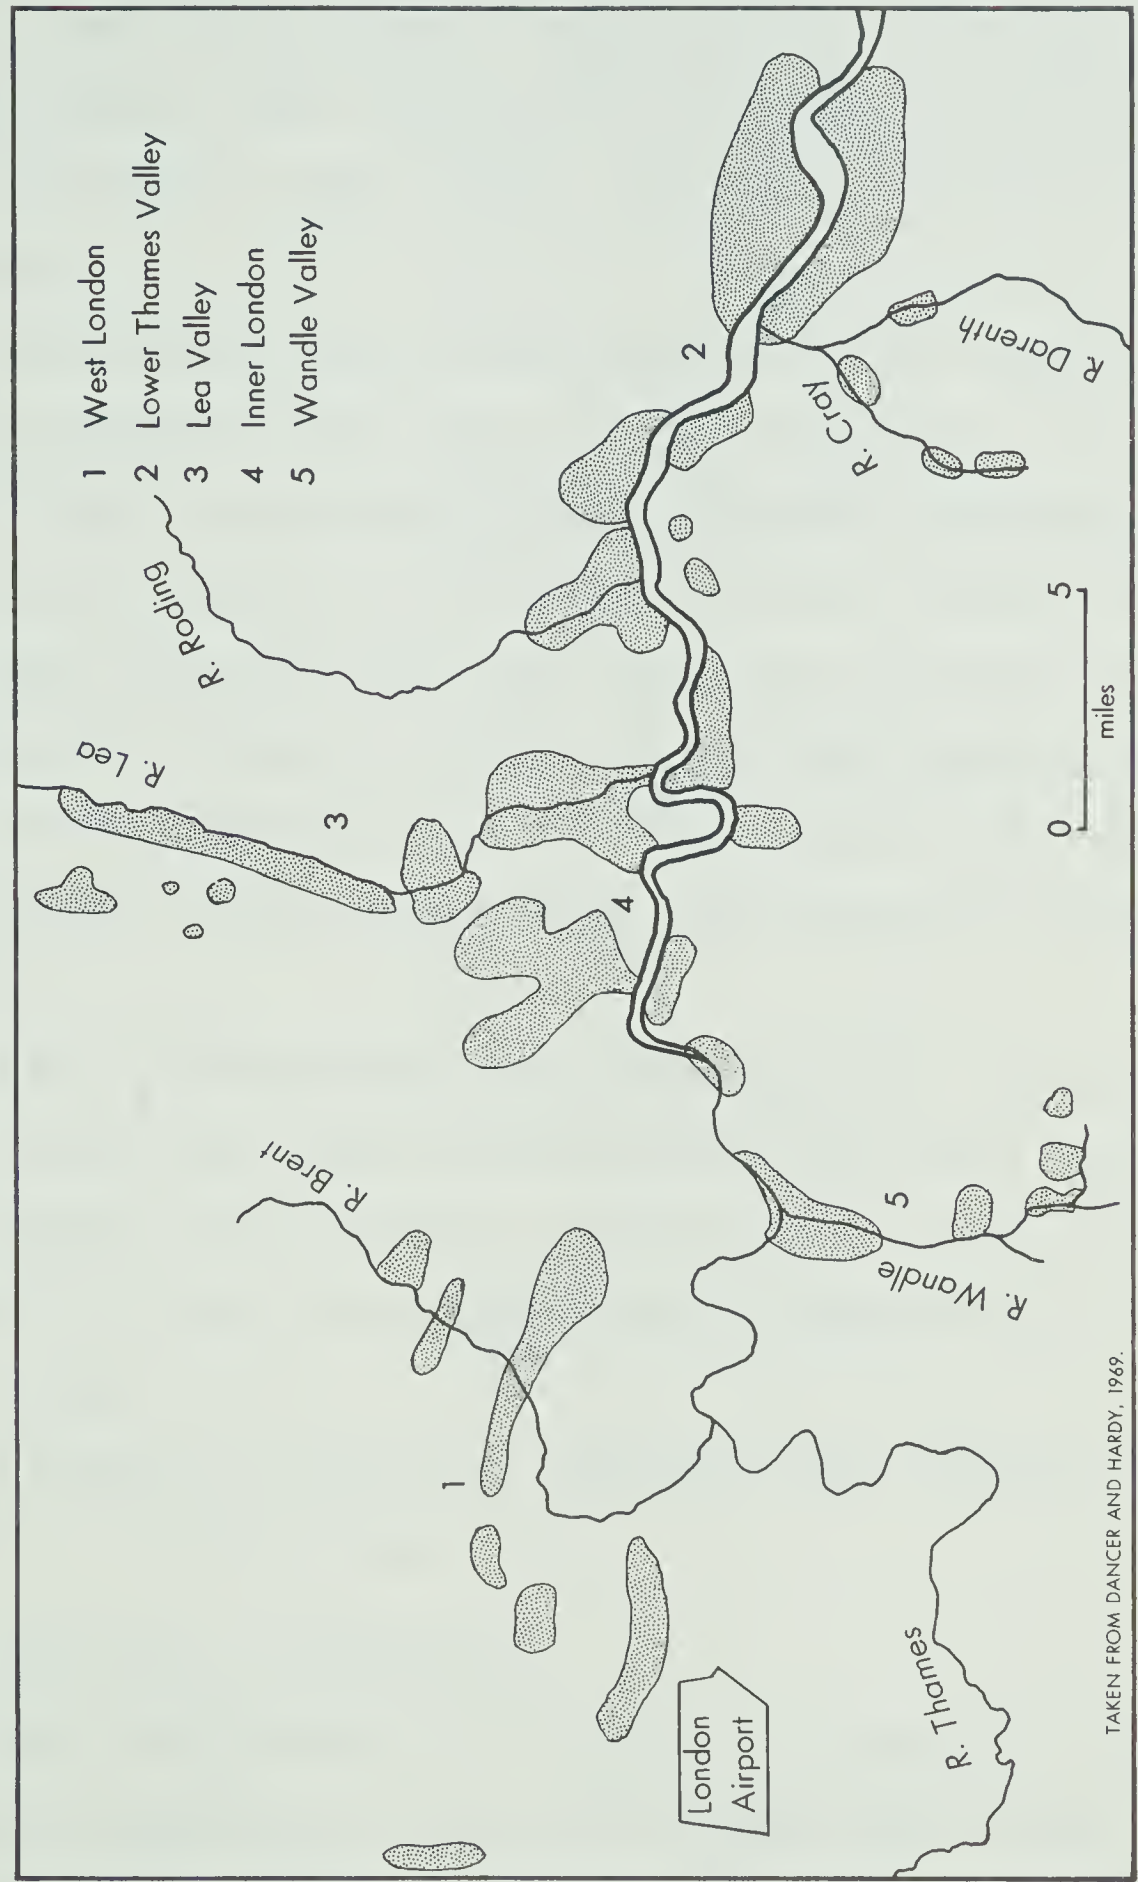 1 West London
2 Lower Thames Valley
3 Lea Valley
4 Inner London
5 Wandle Valley
R. Lea
R. Roding
3
R. Brent
1
4
2
R. Cray
R. Darenth
5
R. Wandle
London
Airport
R. Thames
0 5
miles
TAKEN FROM DANCER AND HARDY, 1969.